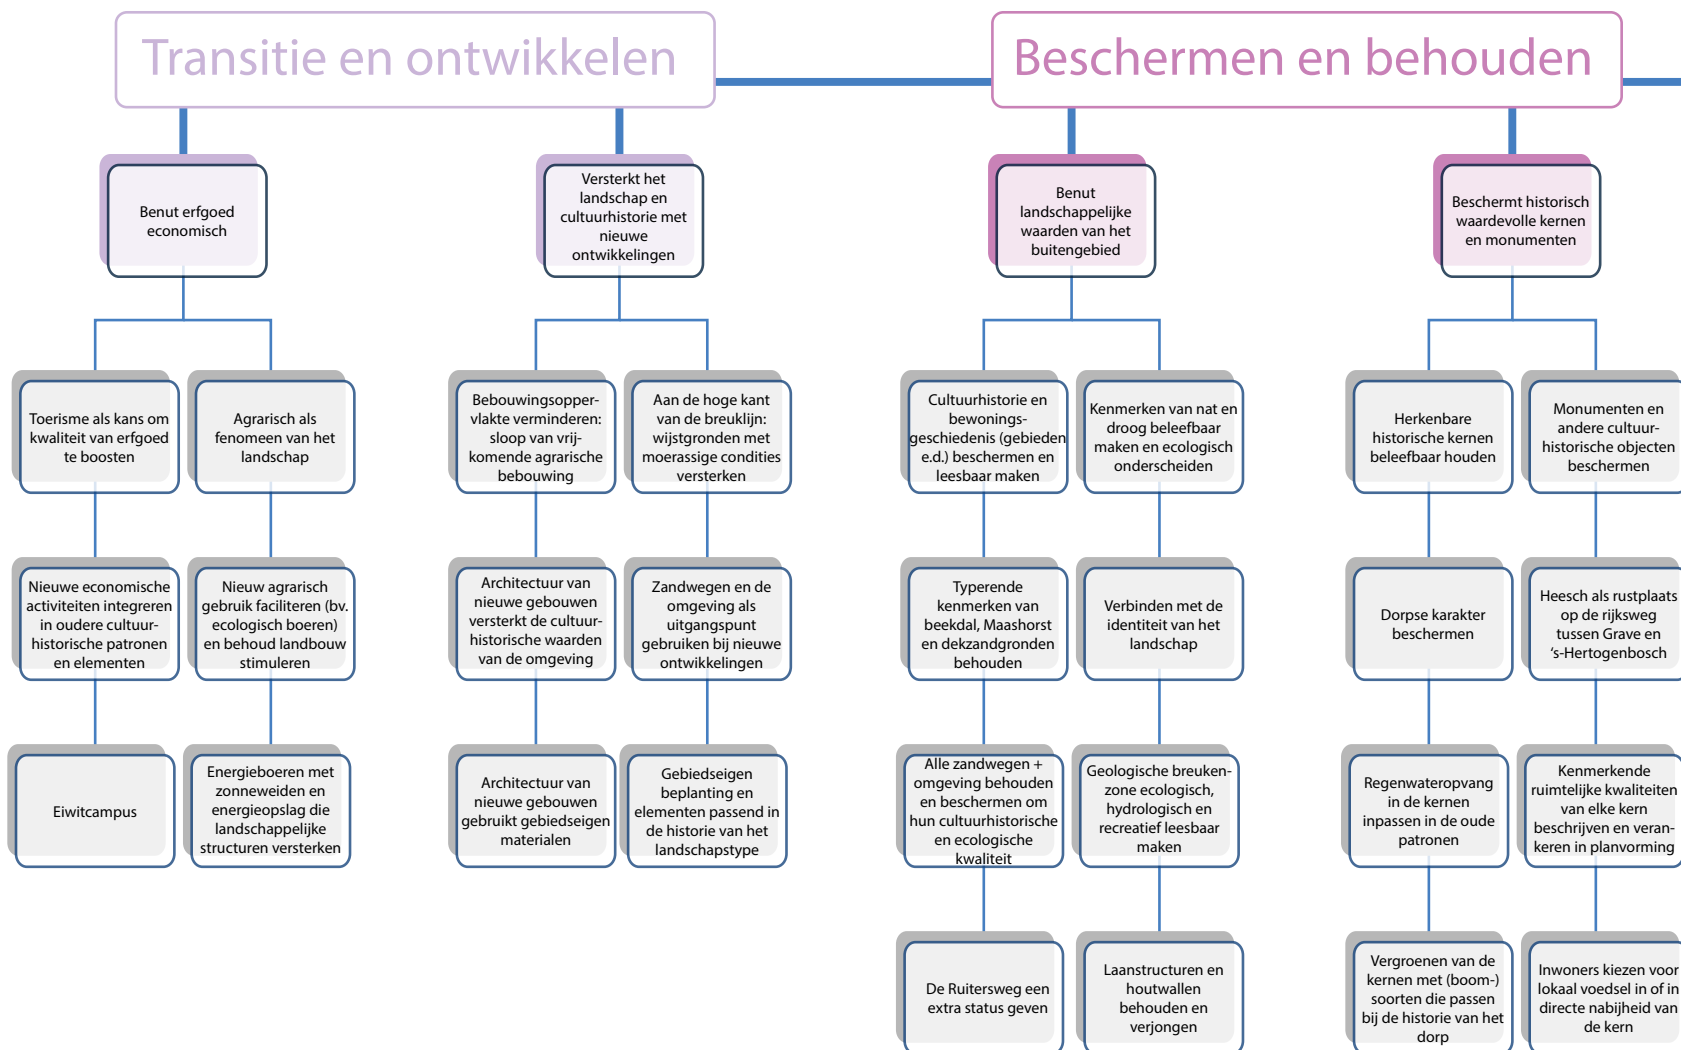 Transitie en ontwikkelen
Beschermen en behouden
Benut erfgoed
economisch
Versterkt het
landschap en
cultuurhistorie met
nieuwe
ontwikkelingen
Benut
landschappelijke
waarden van het
buitengebied
Beschermt historisch
waardevolle kernen
en monumenten
Toerisme als kans om
kwaliteit van erfgoed
te boosten
Agrarisch als
fenomeen van het
landschap
Bebouwingsopper-
vlakte verminderen:
sloop van vrij-
komende agrarische
bebouwing
Aan de hoge kant
van de breuklijn:
wijstgronden met
moerassige condities
versterken
Cultuurhistorie en
bewonings-
geschiedenis (gebieden
e.d.) beschermen en
leesbaar maken
Kenmerken van nat en
droog beleefbaar
maken en ecologisch
onderscheiden
Herkenbare
historische kernen
beleefbaar houden
Monumenten en
andere cultuur-
historische objecten
beschermen
Nieuwe economische
activiteiten integreren
in oudere cultuur-
historische patronen
en elementen
Nieuw agrarisch
gebruik faciliteren (bv.
ecologisch boeren)
en behoud landbouw
stimuleren
Architectuur van
nieuwe gebouwen
versterkt de cultuur-
historische waarden
van de omgeving
Zandwegen en de
omgeving als
uitgangspunt
gebruiken bij nieuwe
ontwikkelingen
Typerende
kenmerken van
beekdal, Maashorst
en dekzandgronden
behouden
Verbinden met de
identiteit van het
landschap
Dorpse karakter
beschermen
Heesch als rustplaats
op de rijksweg
tussen Grave en
‘s-Hertogenbosch
Eiwitcampus
Energieboeren met
zonneweiden en
energieopslag die
landschappelijke
structuren versterken
Architectuur van
nieuwe gebouwen
gebruikt gebiedseigen
materialen
Gebiedseigen
beplanting en
elementen passend in
de historie van het
landschapstype
Alle zandwegen +
omgeving behouden
en beschermen om
hun cultuurhistorische
en ecologische
kwaliteit
Geologische breuken-
zone ecologisch,
hydrologisch en
recreatief leesbaar
maken
Regenwateropvang
in de kernen
inpassen in de oude
patronen
Kenmerkende
ruimtelijke kwaliteiten
van elke kern
beschrijven en veran-
keren in planvorming
De Ruitersweg een
extra status geven
Laanstructuren en
houtwallen
behouden en
verjongen
Vergroenen van de
kernen met (boom-)
soorten die passen
bij de historie van het
dorp
Inwoners kiezen voor
lokaal voedsel in of in
directe nabijheid van
de kern